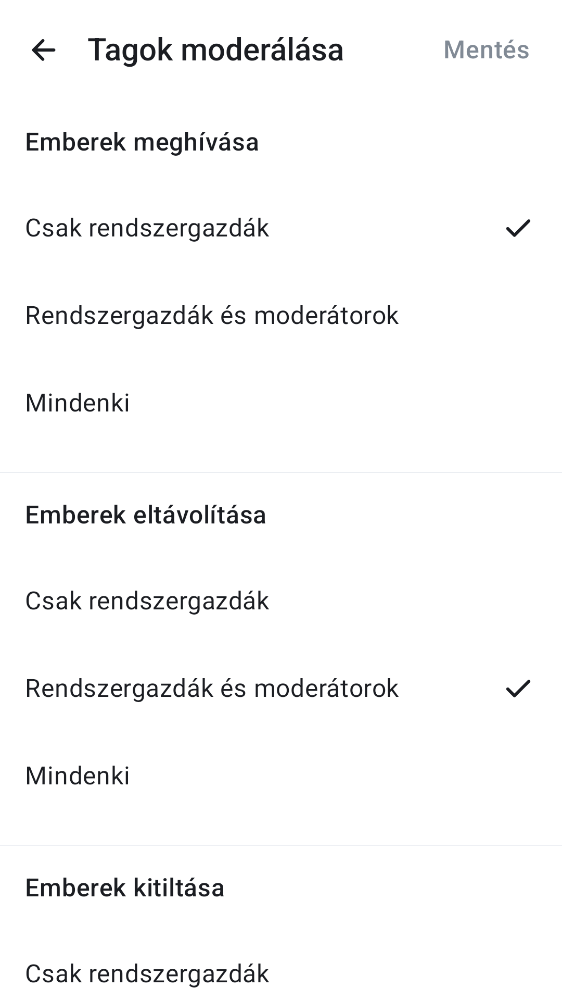 Tagok moderálása
Mentés
Emberek meghívása
Csak rendszergazdák
Rendszergazdák és moderátorok
Mindenki
Emberek eltávolítása
Csak rendszergazdák
Rendszergazdák és moderátorok
Mindenki
Emberek kitiltása
Csak rendszergazdák